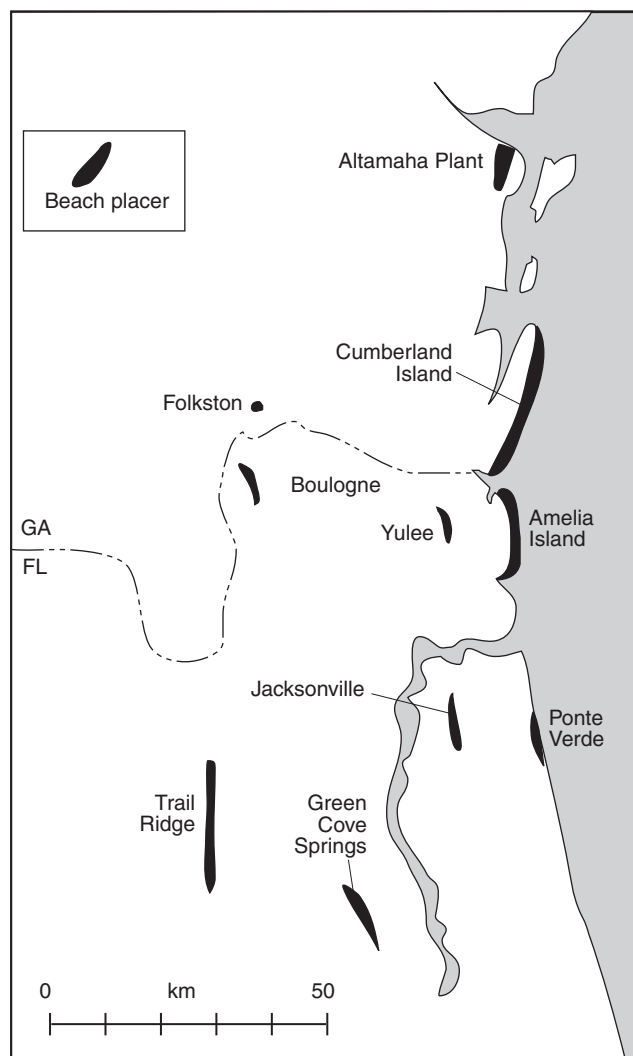 Beach placer
Altamaha Plant
Cumberland
Island
Folkston
Boulogne
Yulee
Amelia
Island
GA
FL
Jacksonville
Ponte
Verde
Trail
Ridge
Green
Cove
Springs
0 km 50